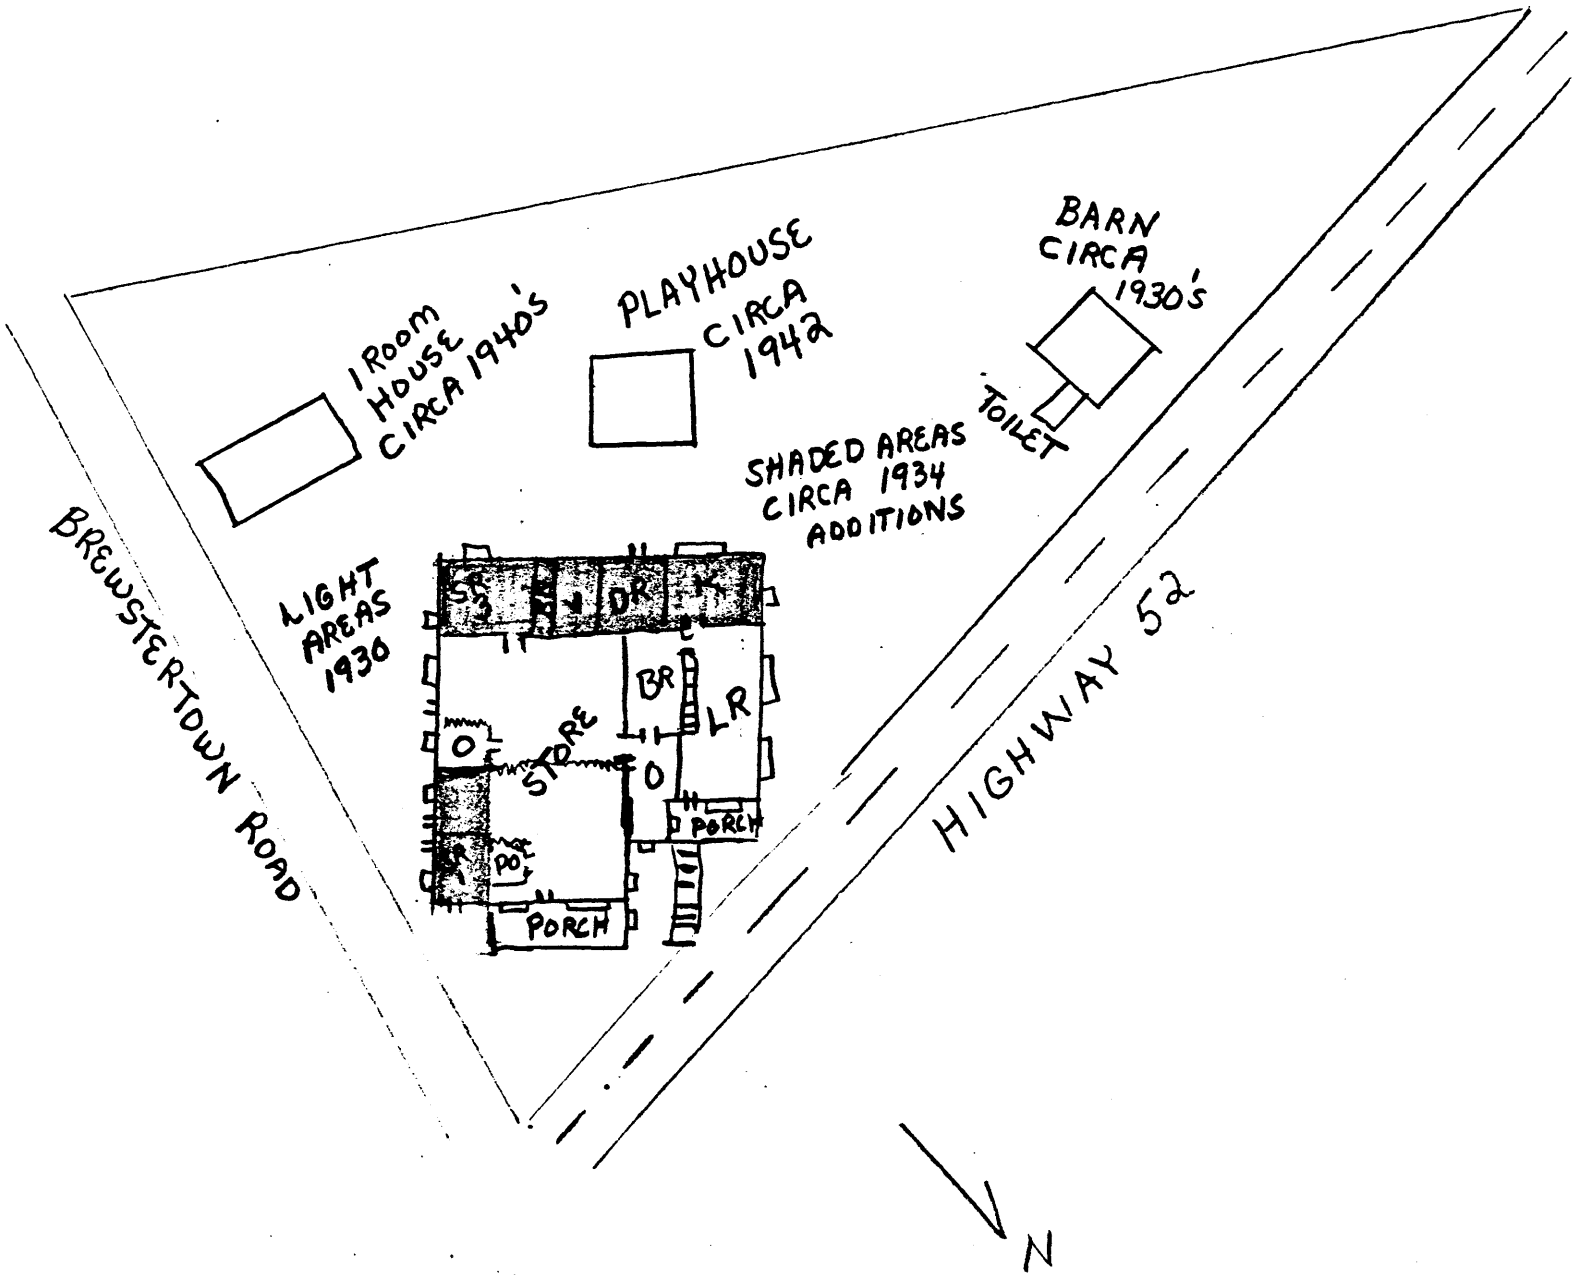 BARN
CIRCA
1930's
PLAYHOUSE
CIRCA
1942
1 ROOM
HOUSE
CIRCA 1940's
TOILET
SHADED AREAS
CIRCA 1934
ADDITIONS
BREWSTERTOWN ROAD
LIGHT
AREAS
1930
DR
K
BR
LR
STORE
O
O
PORCH
PO
PORCH
HIGHWAY 52
N